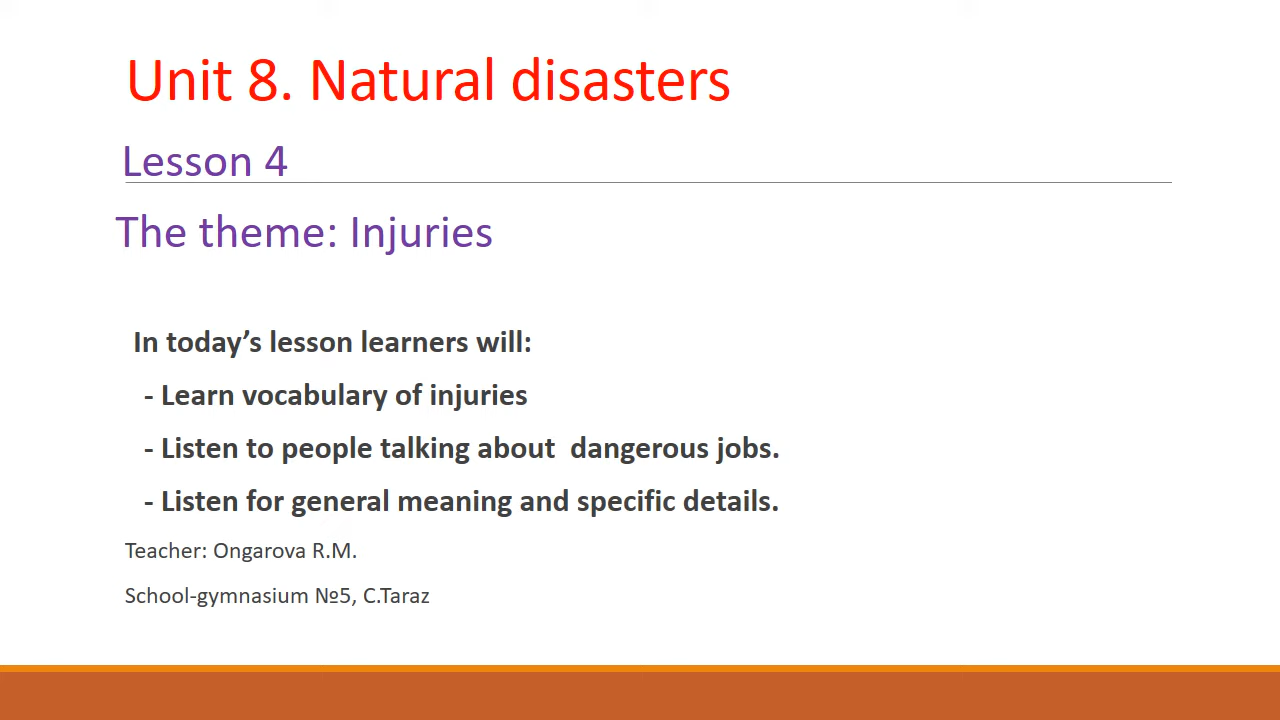 Unit 8. Natural disasters
Lesson 4
The theme: Injuries
In today’s lesson learners will:
- Learn vocabulary of injuries
- Listen to people talking about  dangerous jobs.
- Listen for general meaning and specific details.
Teacher: Ongarova R.M.
School-gymnasium №5, C.Taraz